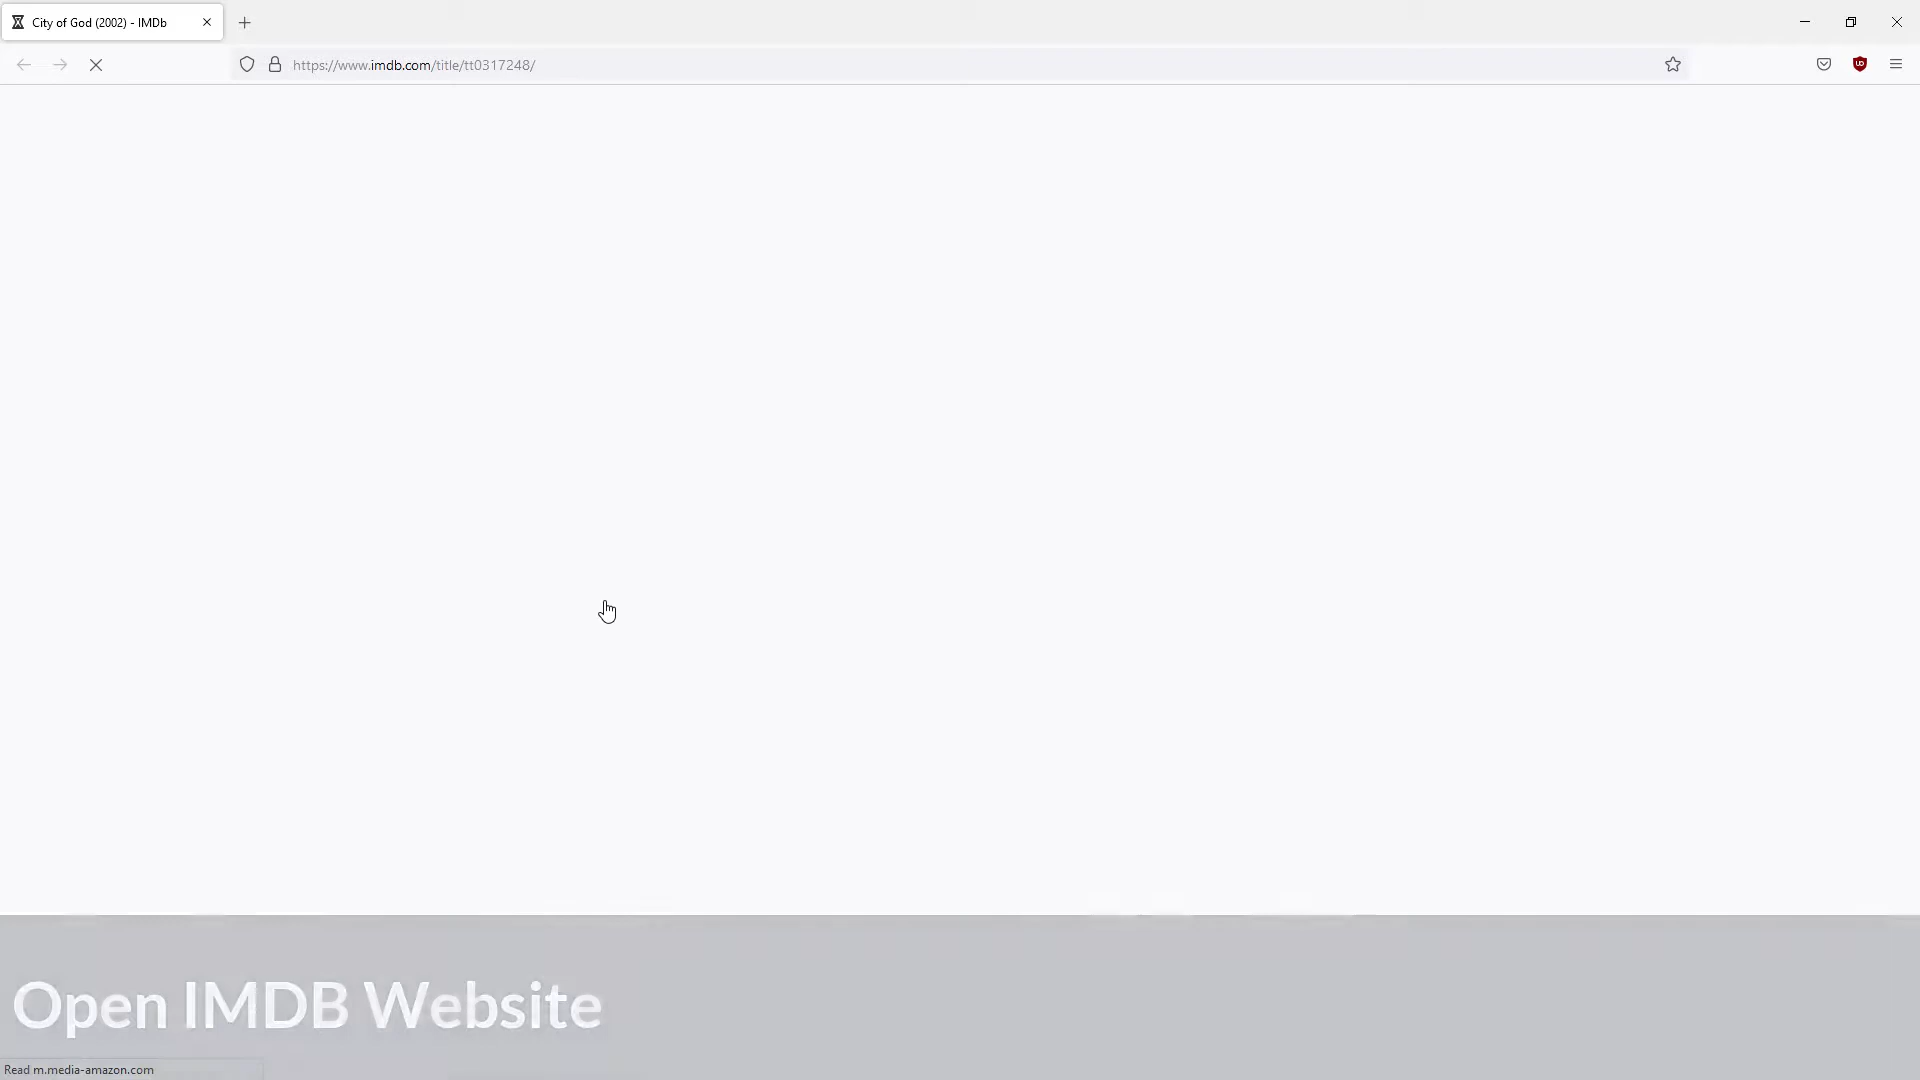 City of God (2002) - IMDb
https://www.imdb.com/title/tt0317248/
Open IMDB Website
Read m.media-amazon.com